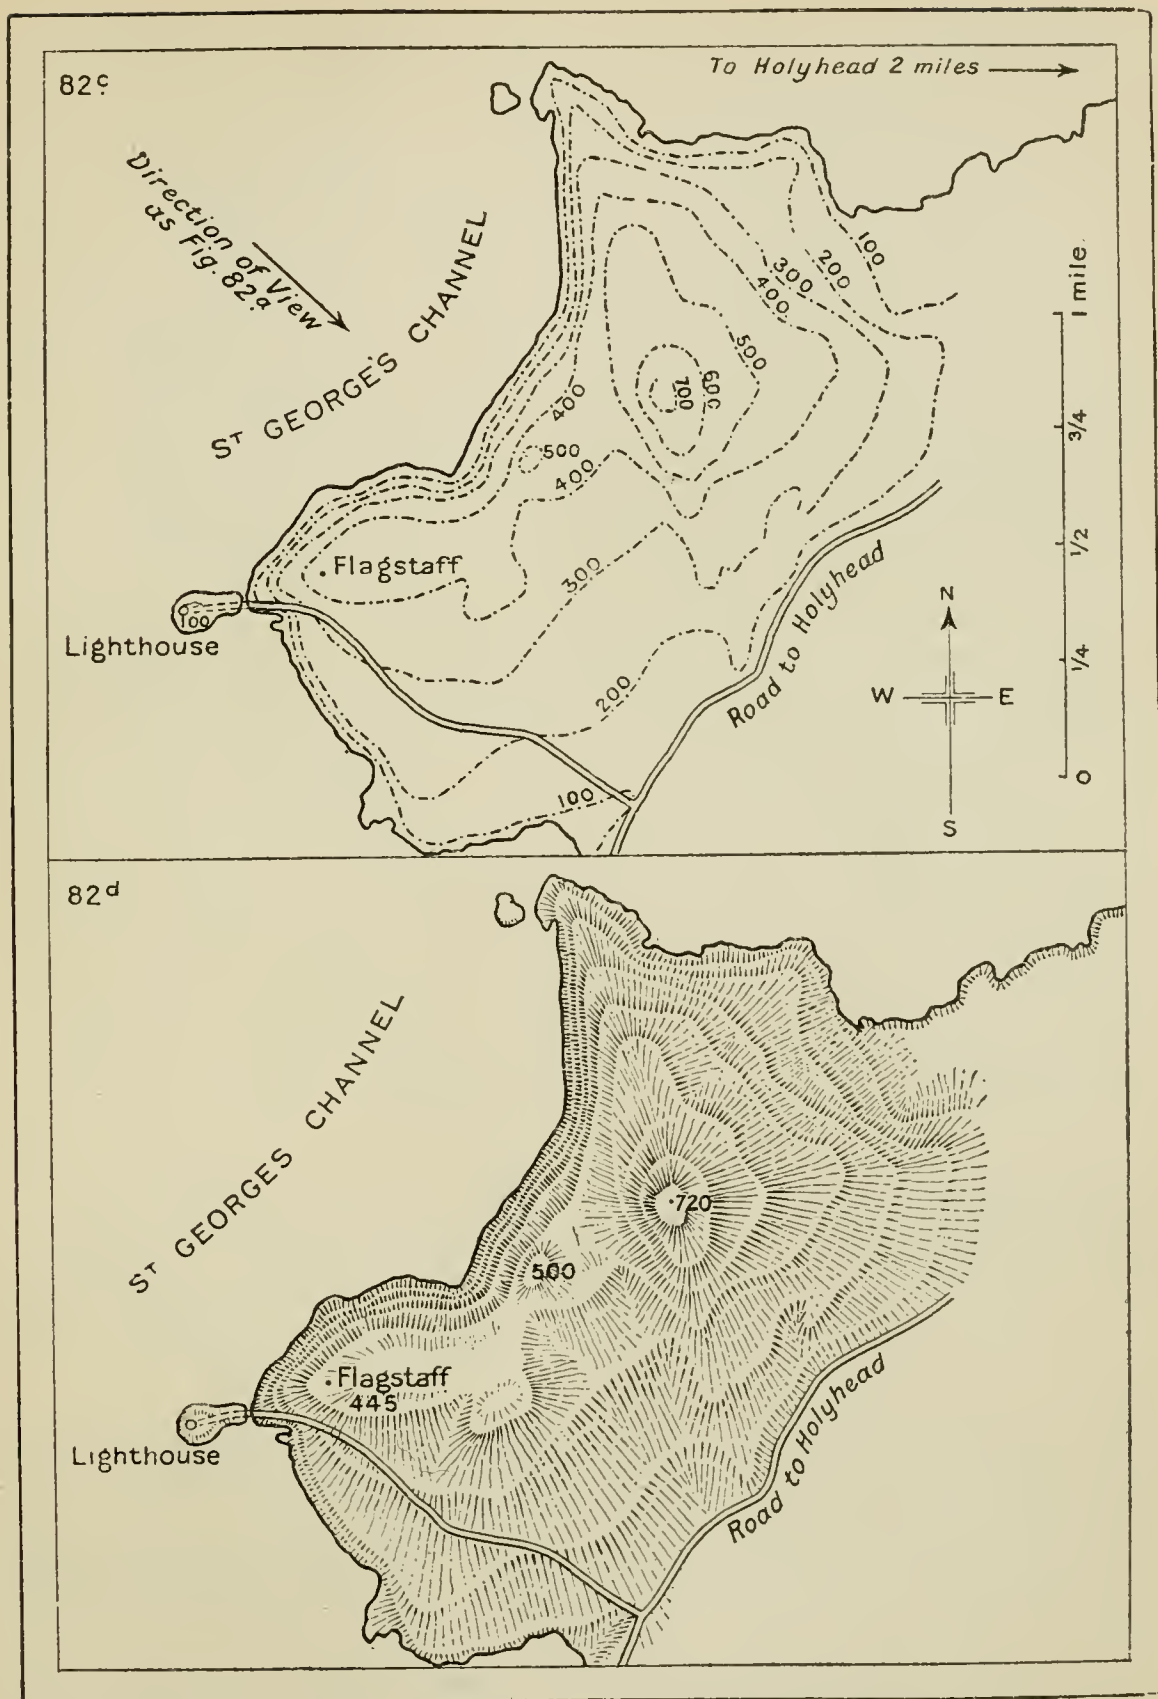 82c.
To Holyhead 2 miles
Direction of View
as Fig. 82a.
St GEORGE'S CHANNEL
100
200
300
400
500
600
700
400
500
400
Flagstaff
300
100
Lighthouse
200
100
Road to Holyhead
1 mile.
3/4
1/2
1/4
0
N
W
E
S
82d
St GEORGES CHANNEL
.720
500
Flagstaff
445
Lighthouse
Road to Holyhead